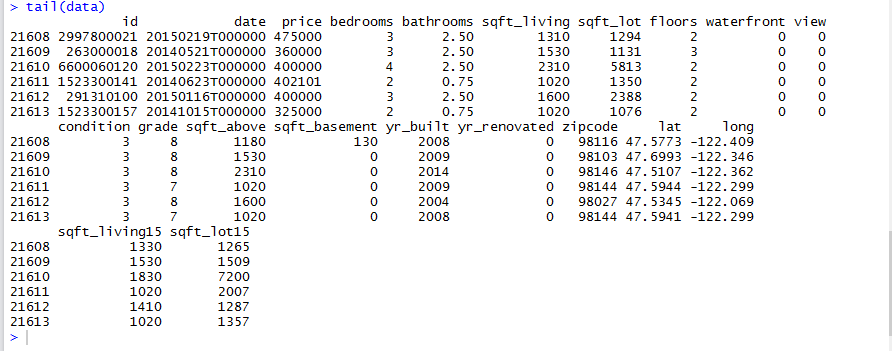 > tail(data)
id date price bedrooms bathrooms sqft_living sqft_lot floors waterfront view
21608 2997800021 20150219T000000 475000 3 2.50 1310 1294 2 0 0
21609 263000018 20140521T000000 360000 3 2.50 1530 1131 3 0 0
21610 6600060120 20150223T000000 400000 4 2.50 2310 5813 2 0 0
21611 1523300141 20140623T000000 402101 2 0.75 1020 1350 2 0 0
21612 291310100 20150116T000000 400000 3 2.50 1600 2388 2 0 0
21613 1523300157 20141015T000000 325000 2 0.75 1020 1076 2 0 0
condition grade sqft_above sqft_basement yr_built yr_renovated zipcode lat long
21608 3 8 1180 130 2008 0 98116 47.5773 -122.409
21609 3 8 1530 0 2009 0 98103 47.6993 -122.346
21610 3 8 2310 0 2014 0 98146 47.5107 -122.362
21611 3 7 1020 0 2009 0 98144 47.5944 -122.299
21612 3 8 1600 0 2004 0 98027 47.5345 -122.069
21613 3 7 1020 0 2008 0 98144 47.5941 -122.299
sqft_living15 sqft_lot15
21608 1330 1265
21609 1530 1509
21610 1830 7200
21611 1020 2007
21612 1410 1287
21613 1020 1357
>